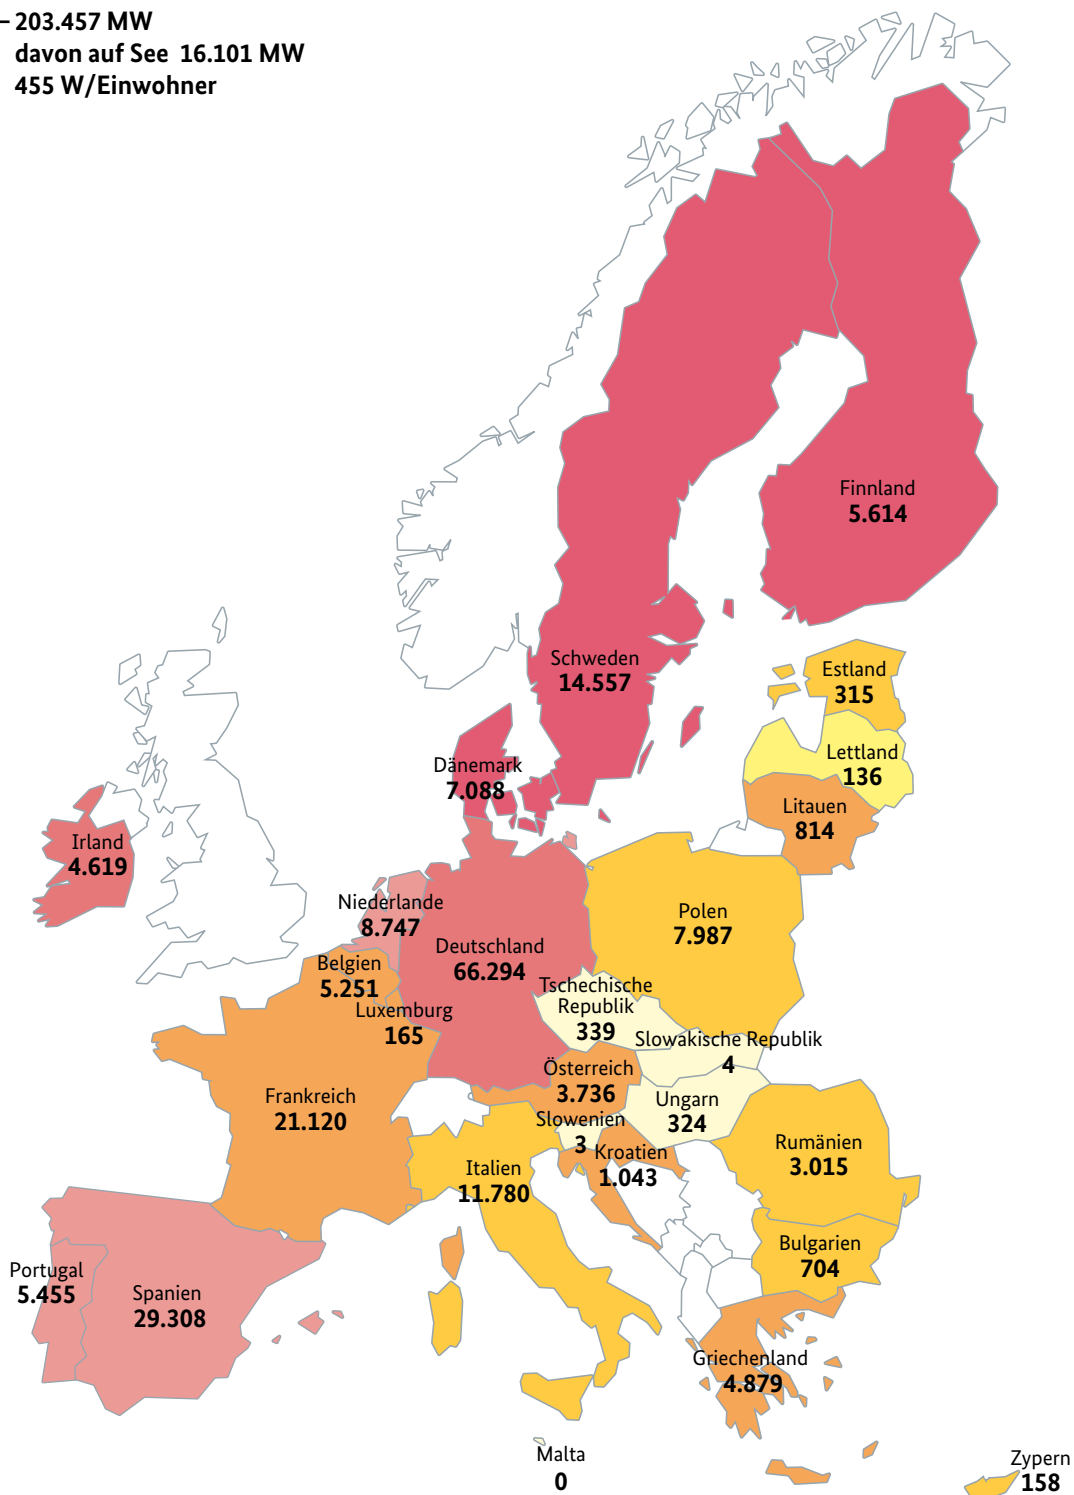 – 203.457 MW
davon auf See 16.101 MW
455 W/Einwohner
Finnland
5.614
Schweden
14.557
Estland
315
Lettland
136
Dänemark
7.088
Litauen
814
Irland
4.619
Niederlande
8.747
Polen
7.987
Deutschland
66.294
Belgien
5.251
Tschechische
Republik
339
Luxemburg
165
Slowakische Republik
4
Österreich
3.736
Frankreich
21.120
Ungarn
324
Slowenien
3
Kroatien
1.043
Rumänien
3.015
Italien
11.780
Bulgarien
704
Portugal
5.455
Spanien
29.308
Griechenland
4.879
Malta
0
Zypern
158